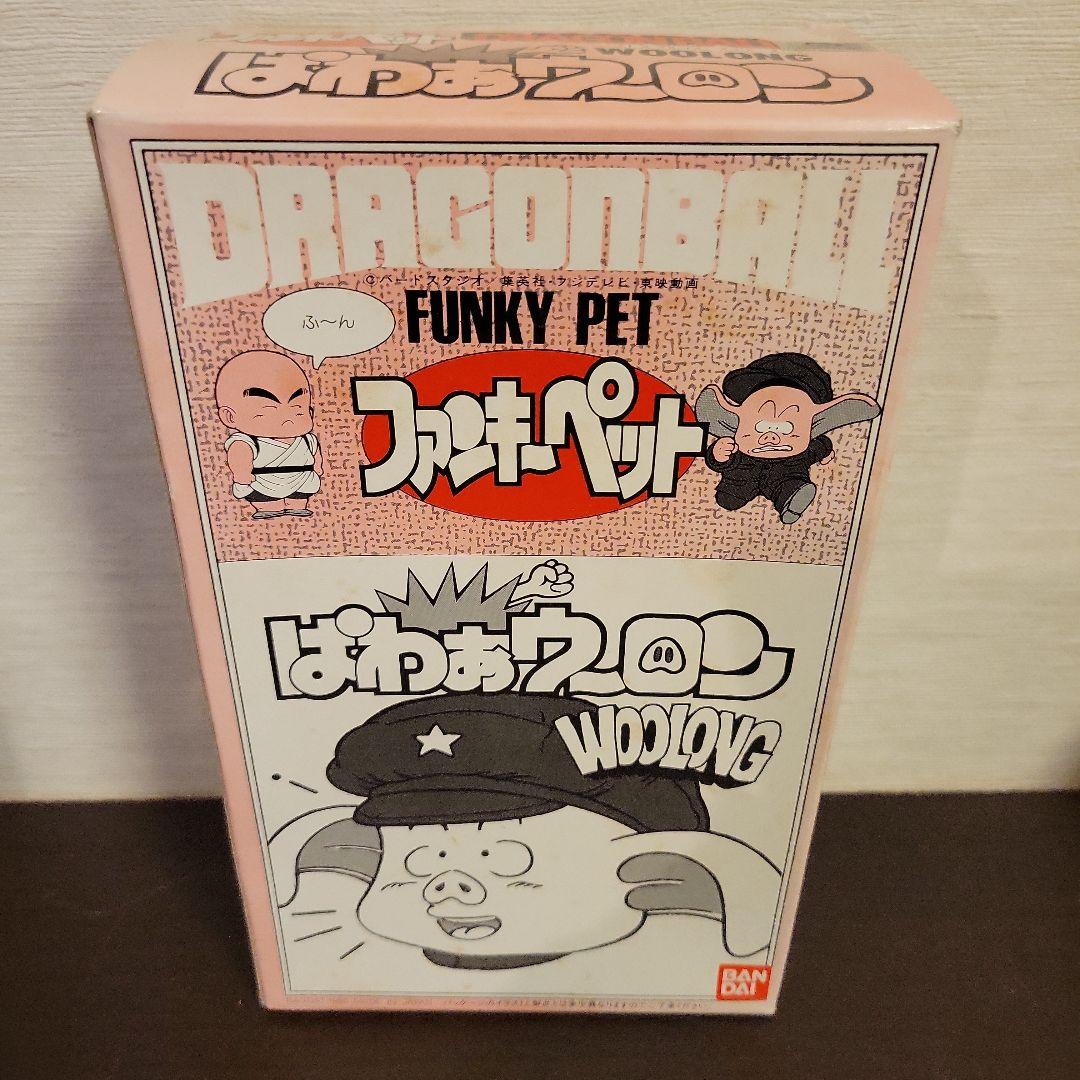 WOOLONG
ぱわぁウーロン
DRAGONBALL
©バードスタジオ・集英社・フジテレビ・東映動画
FUNKY PET
ふ〜ん
ファンキーペット
ぱわぁウーロン
WOOLONG
BAN
DAI